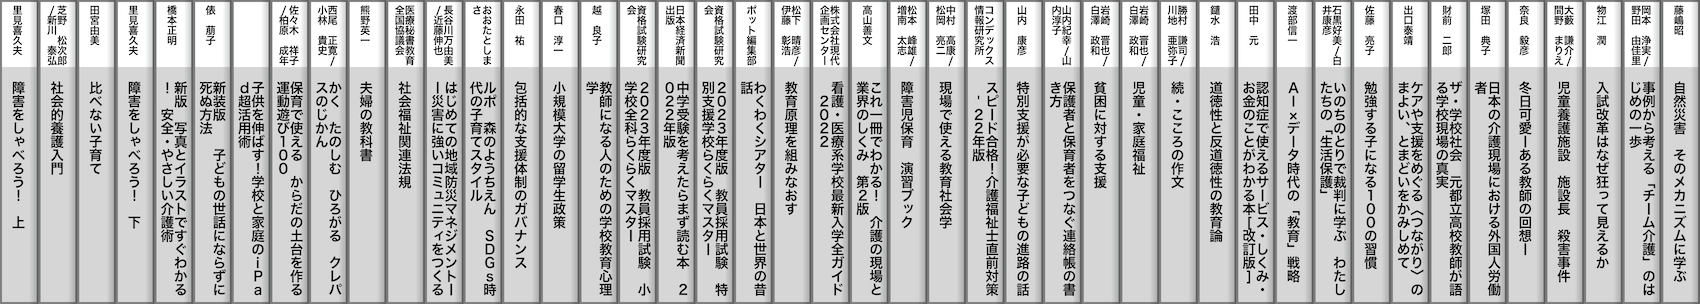 藤嶋昭
自然災害　そのメカニズムに学ぶ
岡本　浄実/
野田　由佳里
事例から考える「チーム介護」のは
じめの一歩
物江　潤
入試改革はなぜ狂って見えるか
大藪　謙介/
間野　まりえ
児童養護施設　施設長　殺害事件
奈良　毅彦
冬日可愛ーある教師の回想ー
塚田　典子
日本の介護現場における外国人労働
者
財前　二郎
ザ・学校社会　元都立高校教師が語
る学校現場の真実
出口泰靖
ケアや支援をめぐる〈つながり〉の
まよい、とまどいをかみしめて
佐藤　亮子
勉強する子になる１００の習慣
石黒好美/白
井康彦
いのちのとりで裁判に学ぶ　わたし
たちの「生活保護」
渡部信一
ＡＩ×データ時代の「教育」戦略
田中　元
認知症で使えるサービス・しくみ・
お金のことがわかる本[改訂版]
鑓水　浩
道徳性と反道徳性の教育論
勝村　謙司/
川地　亜弥子
続・こころの作文
岩崎　晋也/
白澤　政和
児童・家庭福祉
岩崎　晋也/
白澤　政和
貧困に対する支援
山内紀幸/山
内淳子
保護者と保育者をつなぐ連絡帳の書
き方
山内　康彦
特別支援が必要な子どもの進路の話
コンデックス
情報研究所
スピード合格！介護福祉士直前対策
　'２２年版
中村　高康/
松岡　亮二
現場で使える教育社会学
松本　峰雄/
増南　太志
障害児保育　演習ブック
高山善文
これ一冊でわかる！　介護の現場と
業界のしくみ　第２版
株式会社現代
企画センター
看護・医療系学校最新入学全ガイド
　２０２２
松下　晴彦/
伊藤　彰浩
教育原理を組みなおす
ポット編集部
わくわくシアター　日本と世界の昔
話
資格試験研究
会
２０２３年度版　教員採用試験　特
別支援学校らくらくマスター
日本経済新聞
出版
中学受験を考えたらまず読む本　２
０２２年版
資格試験研究
会
２０２３年度版　教員採用試験　小
学校全科らくらくマスター
越　良子
教師になる人のための学校教育心理
学
春口　淳一
小規模大学の留学生政策
永田　祐
包括的な支援体制のガバナンス
おおたとしま
さ
ルポ　森のようちえん　ＳＤＧｓ時
代の子育てスタイル
長谷川万由美
/近藤伸也
はじめての地域防災マネジメントー
ー災害に強いコミュニティをつくる
医療秘書教育
全国協議会
社会福祉関連法規
熊野英一
夫婦の教科書
西尾　正寛/
小林　貴史
かく　たのしむ　ひろがる　クレパ
スのじかん
佐々木　祥子
/柏原　成年
保育で使える　からだの土台を作る
運動遊び１００
子供を伸ばす！学校と家庭のｉＰａ
ｄ超活用術
俵　萠子
新装版　　子どもの世話にならずに
死ぬ方法
橋本正明
新版　写真とイラストですぐわかる
！　安全・やさしい介護術
里見喜久夫
障害をしゃべろう！　下
田宮由美
比べない子育て
芝野　松次郎
/新川　泰弘
社会的養護入門
里見喜久夫
障害をしゃべろう！　上